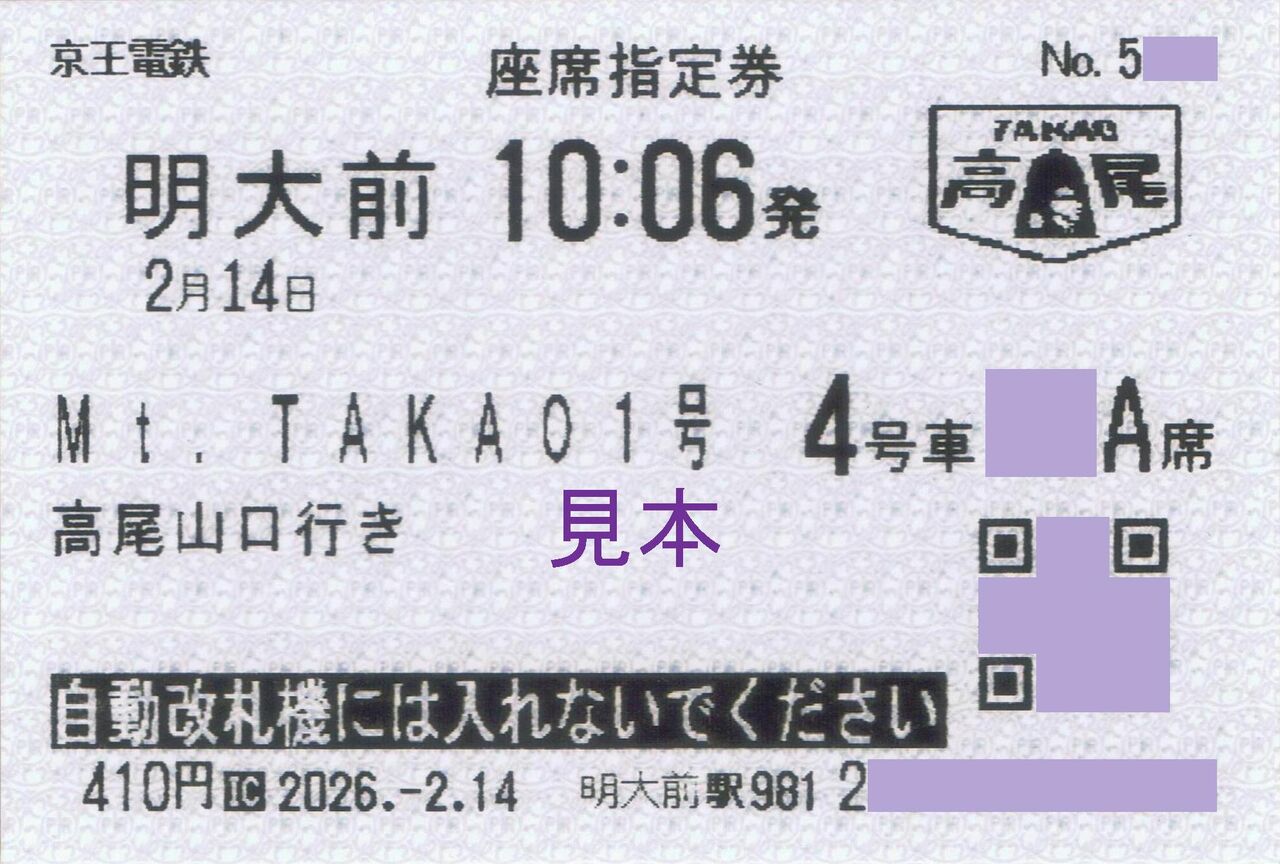 京王電鉄 座席指定券 No. 5
TAKAO
高尾
明大前 10:06発
2月14日
Mt. TAKAO1号 4号車 A席
高尾山口行き
見本
自動改札機には入れないでください
410円 IC 2026.-2.14 明大前駅981 2